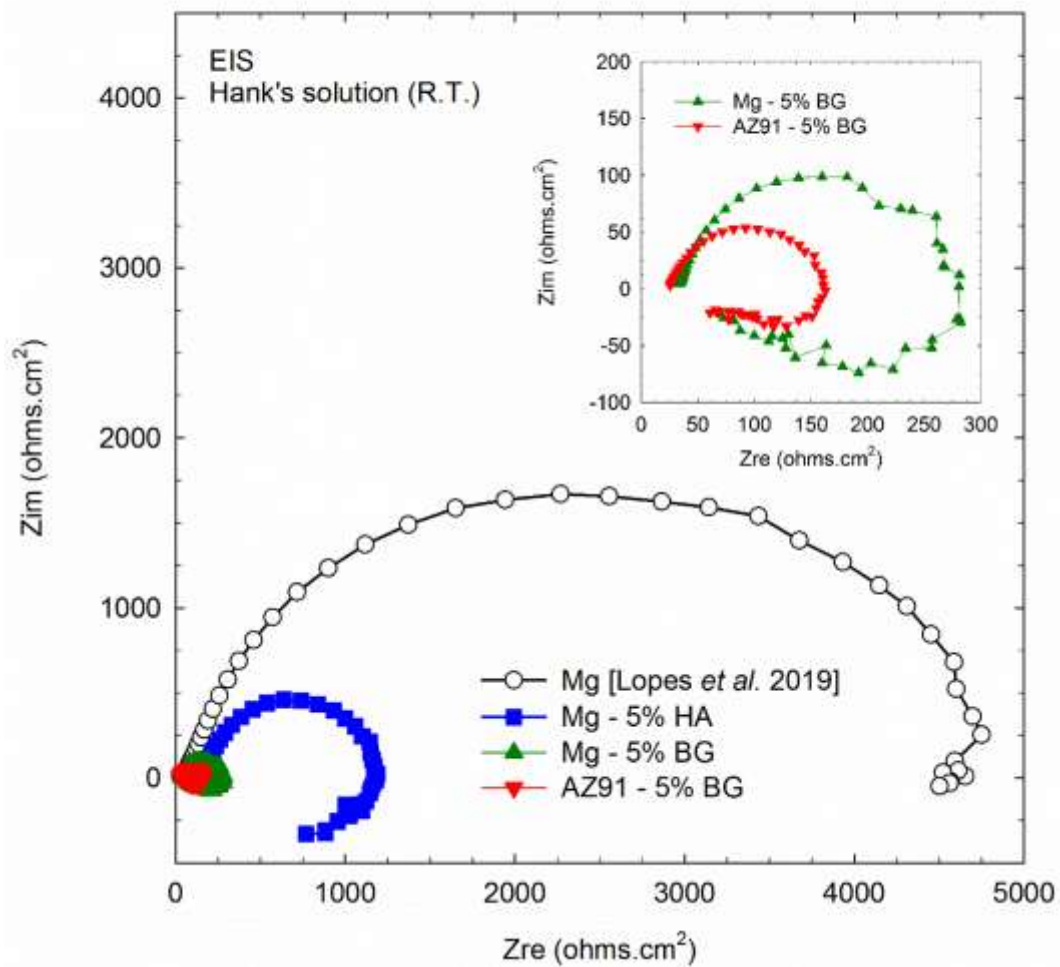 EIS
Hank's solution (R.T.)
Zim (ohms.cm²)
4000
3000
2000
1000
0
0
1000
2000
3000
4000
5000
Zre (ohms.cm²)
Mg [Lopes et al. 2019]
Mg - 5% HA
Mg - 5% BG
AZ91 - 5% BG
Zim (ohms.cm²)
200
150
100
50
0
-50
-100
0
50
100
150
200
250
300
Zre (ohms.cm²)
Mg - 5% BG
AZ91 - 5% BG